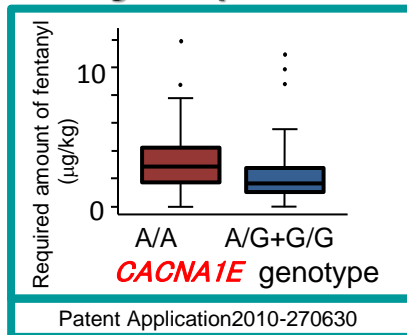 Required amount of fentanyl
(μg/kg)
10
0
A/A
A/G+G/G
CACNA1E genotype
Patent Application2010-270630